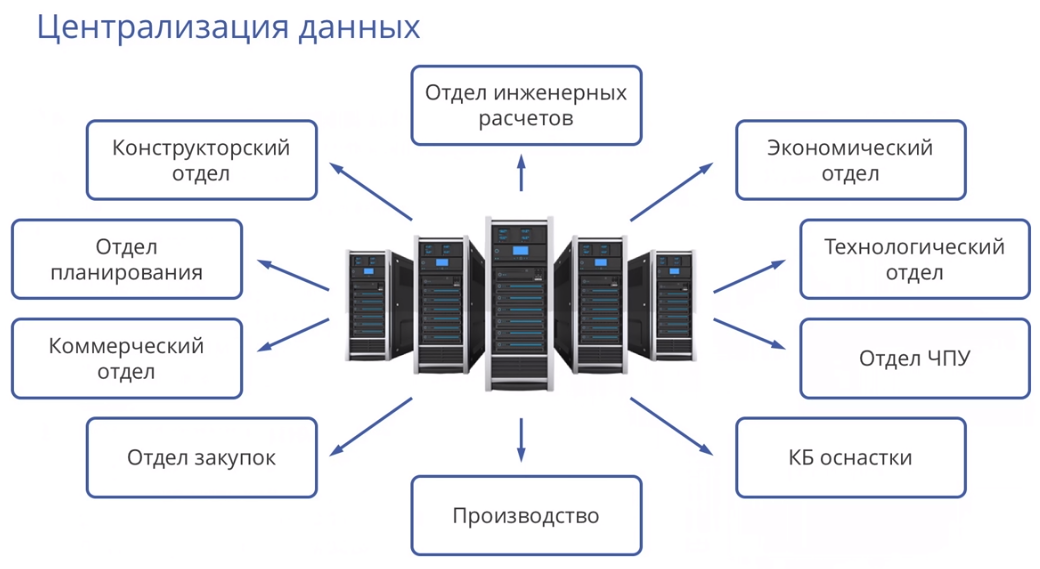 Централизация данных
Отдел инженерных
расчетов
Конструкторский
отдел
Экономический
отдел
Отдел
планирования
Технологический
отдел
Коммерческий
отдел
Отдел ЧПУ
Отдел закупок
КБ оснастки
Производство